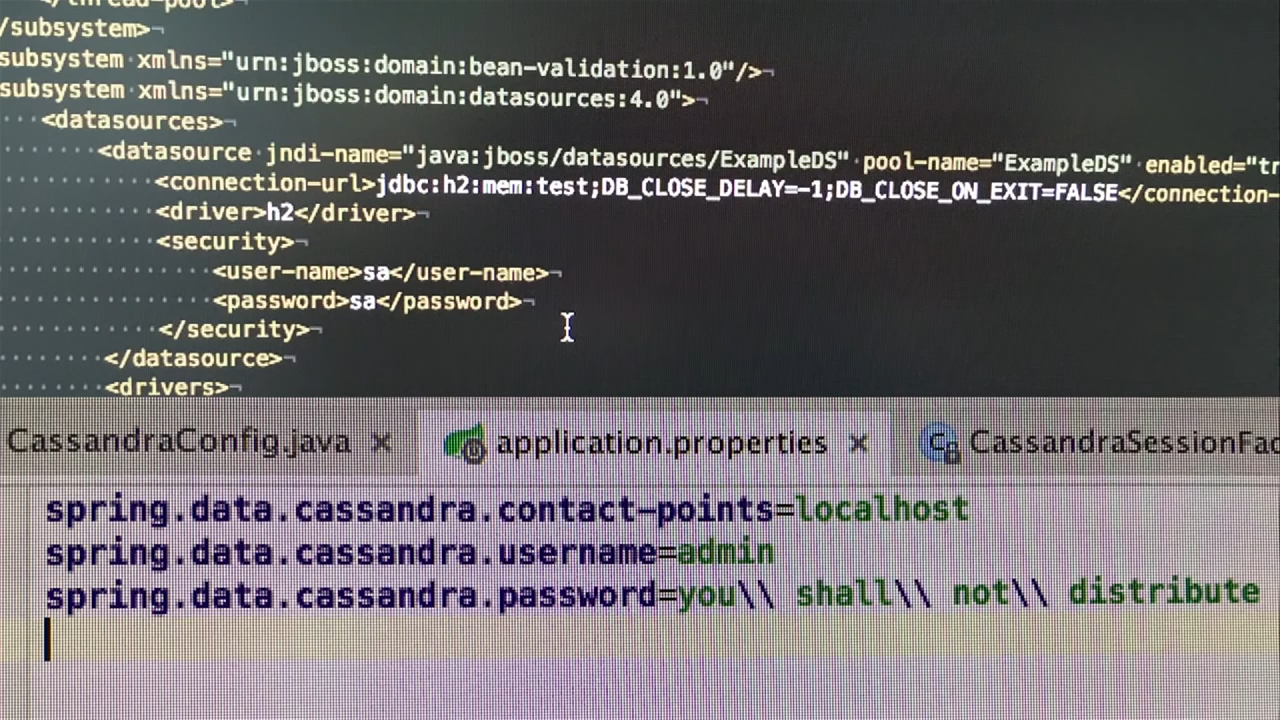 </thread-pool>
/subsystem>
subsystem xmlns="urn:jboss:domain:bean-validation:1.0"/>
subsystem xmlns="urn:jboss:domain:datasources:4.0">
<datasources>
<datasource jndi-name="java:jboss/datasources/ExampleDS" pool-name="ExampleDS" enabled="tr
<connection-url>jdbc:h2:mem:test;DB_CLOSE_DELAY=-1;DB_CLOSE_ON_EXIT=FALSE</connection-
<driver>h2</driver>
<security>
<user-name>sa</user-name>
<password>sa</password>
</security>
</datasource>
<drivers>
CassandraConfig.java application.properties CassandraSessionFac
spring.data.cassandra.contact-points=localhost
spring.data.cassandra.username=admin
spring.data.cassandra.password=you\\ shall\\ not\\ distribute